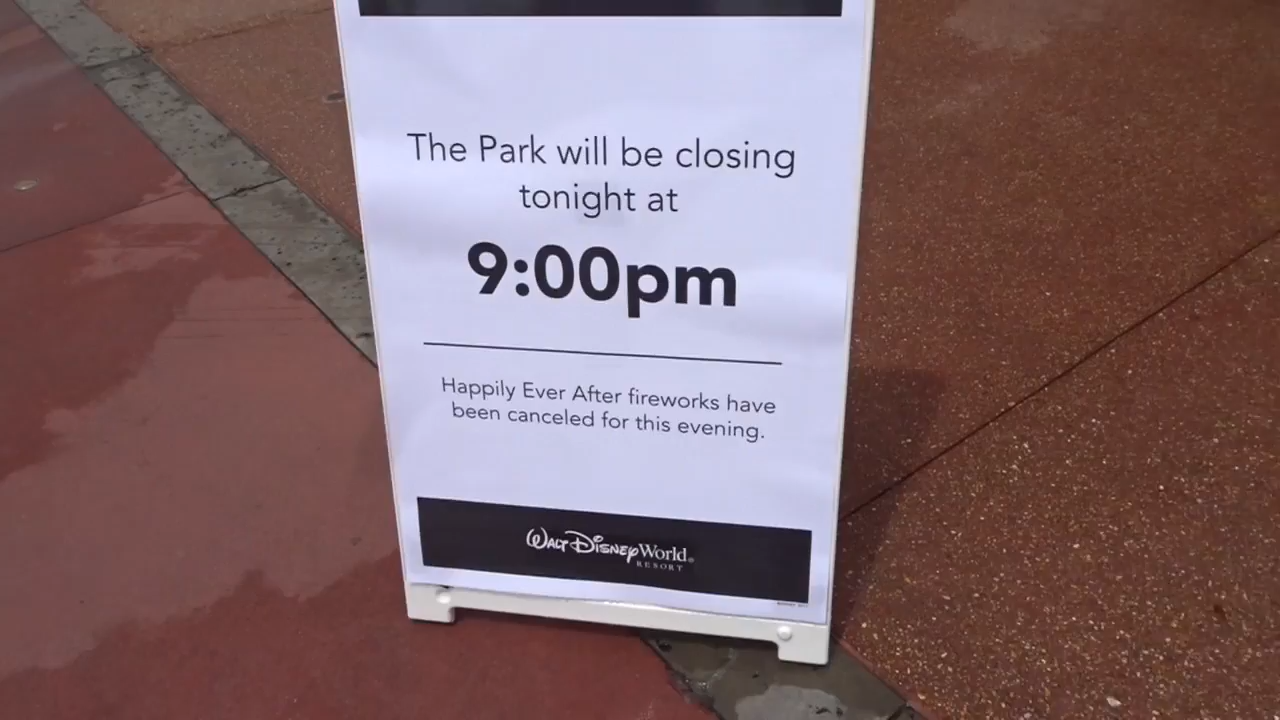 The Park will be closing
tonight at
9:00pm
Happily Ever After fireworks have
been canceled for this evening.
Walt Disney World
RESORT